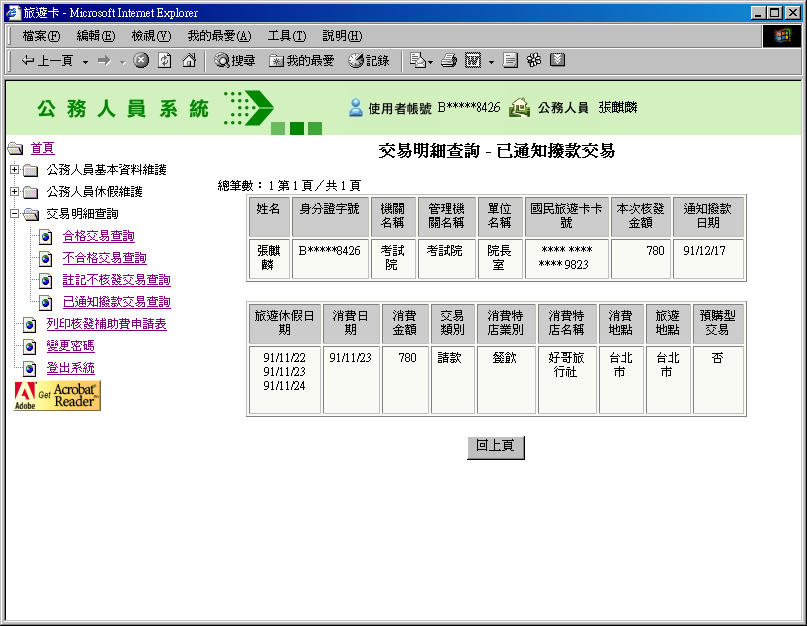 旅遊卡 - Microsoft Internet Explorer
檔案(F) 編輯(E) 檢視(V) 我的最愛(A) 工具(T) 說明(H)
上一頁 搜尋 我的最愛 記錄
公務人員系統 使用者帳號 B*****8426 公務人員 張麒麟
首頁
公務人員基本資料維護
公務人員休假維護
交易明細查詢
合格交易查詢
不合格交易查詢
註記不核發交易查詢
已通知撥款交易查詢
列印核發補助費申請表
變更密碼
登出系統
Get Acrobat
Adobe Reader
交易明細查詢 - 已通知撥款交易
總筆數： 1 第 1 頁／共 1 頁
姓名 身分證字號 機關 管理機 單位 國民旅遊卡卡 本次核發 通知撥款
名稱 關名稱 名稱 號 金額 日期
張麒 B*****8426 考試 考試院 院長 **** **** 780 91/12/17
麟 院 室 **** 9823
旅遊休假日 消費日 消費 交易 消費特 消費特 消費 旅遊 預購型
期 期 金額 類別 店業別 店名稱 地點 地點 交易
91/11/22 91/11/23 780 請款 餐飲 好哥旅 台北 台北 否
91/11/23 行社 市 市
91/11/24
回上頁